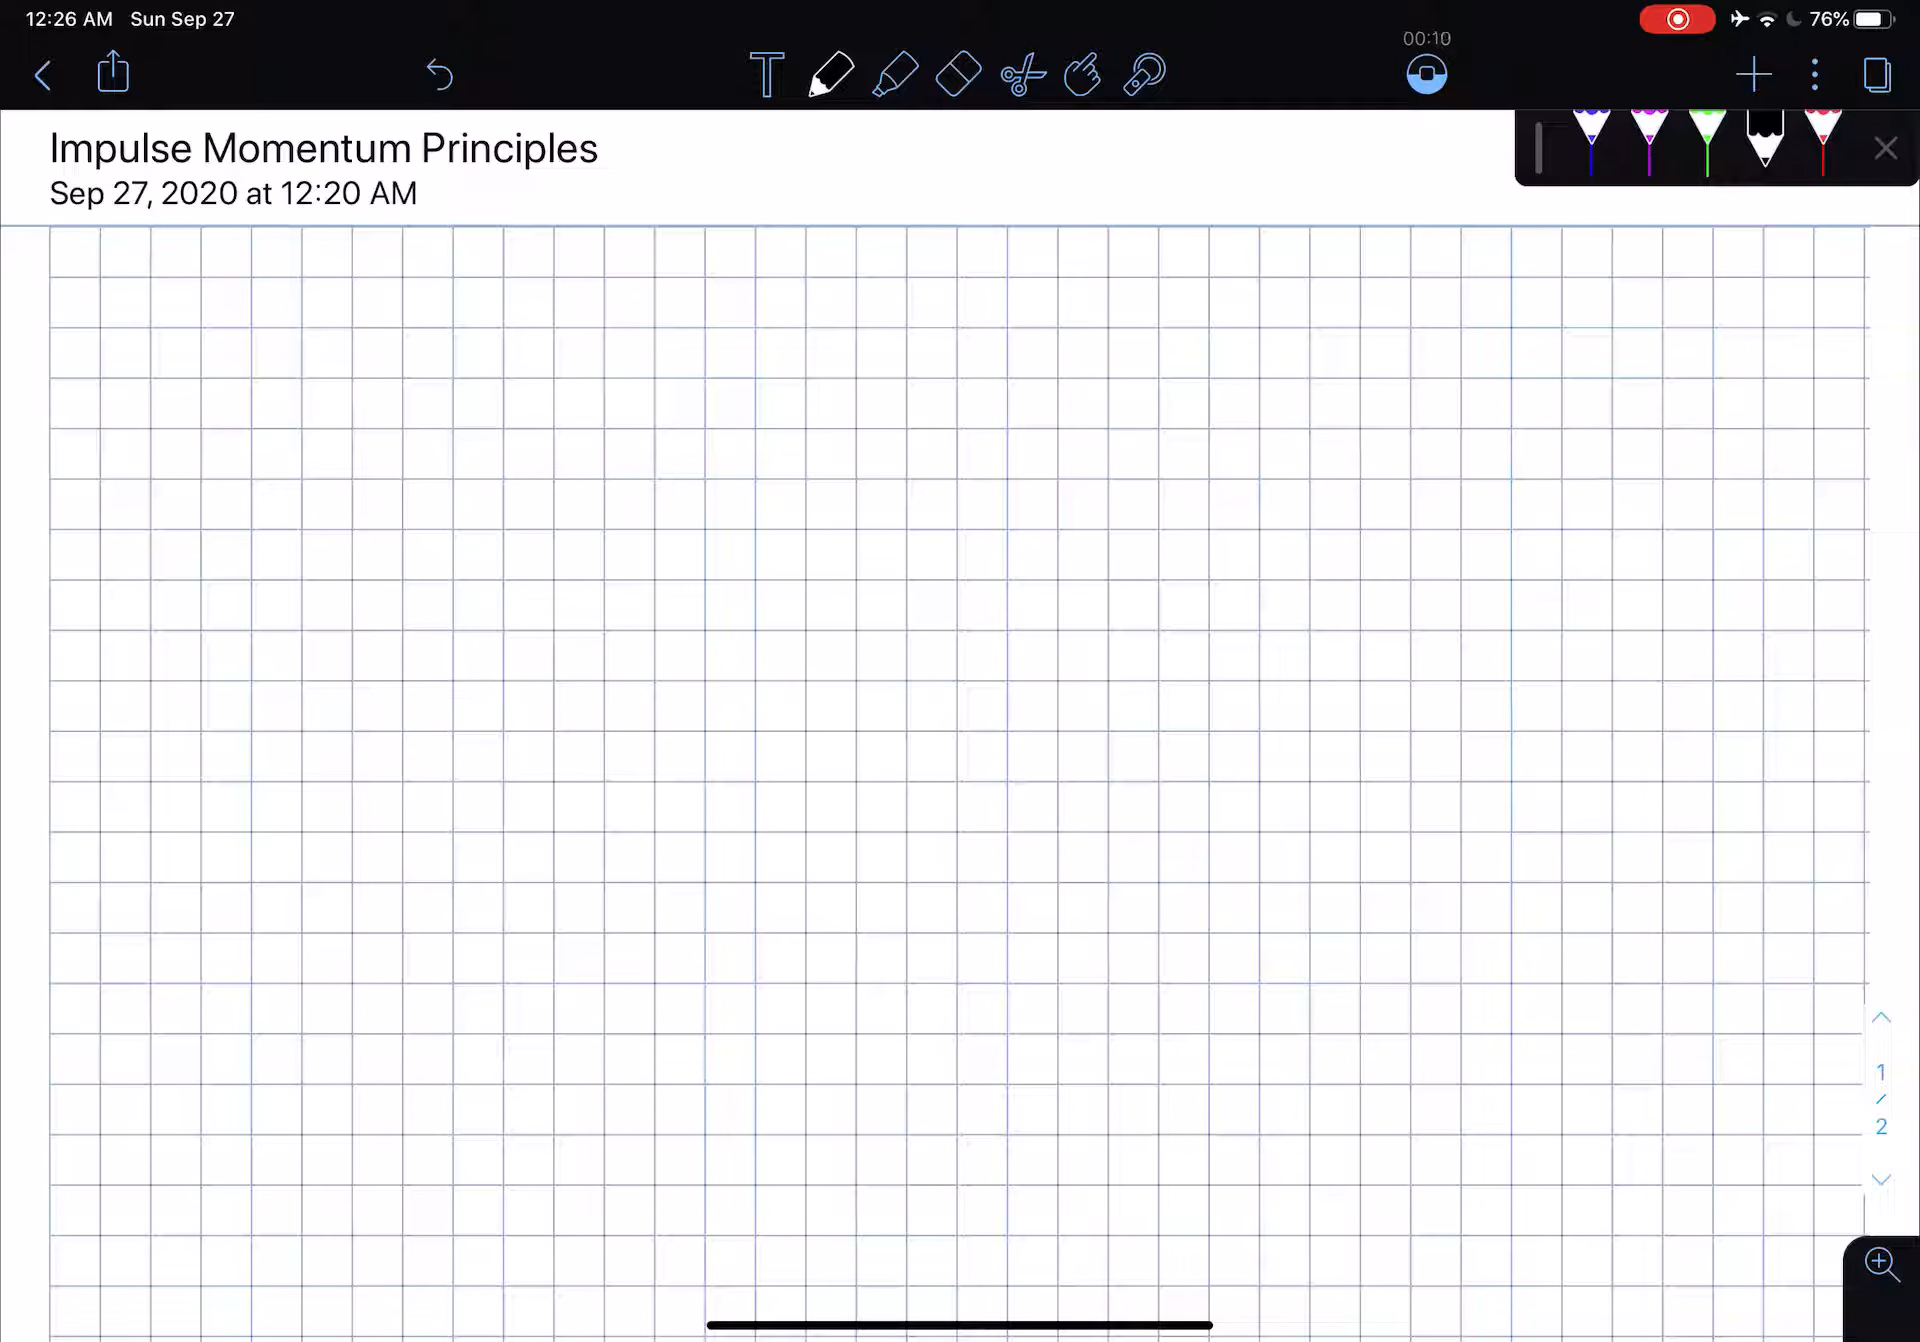 12:26 AM Sun Sep 27
76%
00:10
Impulse Momentum Principles
Sep 27, 2020 at 12:20 AM
1
/
2